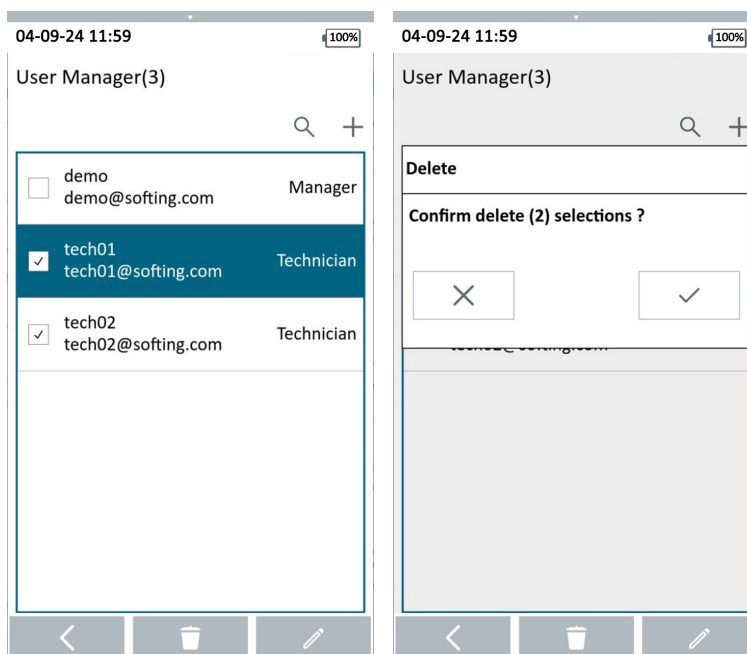 04-09-24 11:59
100%
User Manager(3)
demo
demo@softing.com
Manager
tech01
tech01@softing.com
Technician
tech02
tech02@softing.com
Technician
04-09-24 11:59
100%
User Manager(3)
Delete
Confirm delete (2) selections ?